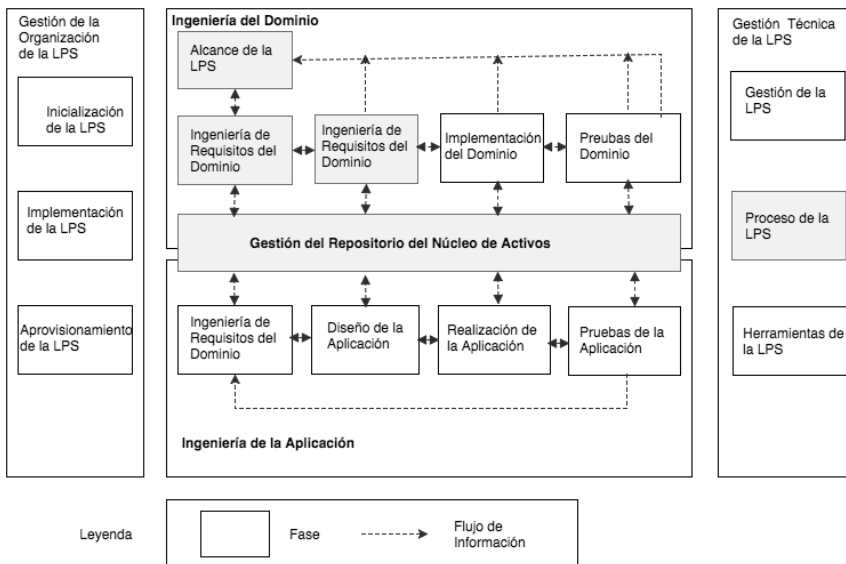 Gestión de la
Organización
de la LPS
Inicialización
de la LPS
Implementación
de la LPS
Aprovisionamiento
de la LPS
Ingeniería del Dominio
Alcance de la
LPS
Ingeniería de
Requisitos del
Dominio
Ingeniería de
Requisitos del
Dominio
Implementación
del Dominio
Preubas del
Dominio
Gestión del Repositorio del Núcleo de Activos
Ingeniería de
Requisitos del
Dominio
Diseño de la
Aplicación
Realización de
la Aplicación
Pruebas de la
Aplicación
Ingeniería de la Aplicación
Gestión Técnica
de la LPS
Gestión de la
LPS
Proceso de la
LPS
Herramientas de
la LPS
Leyenda
Fase
Flujo de
Información